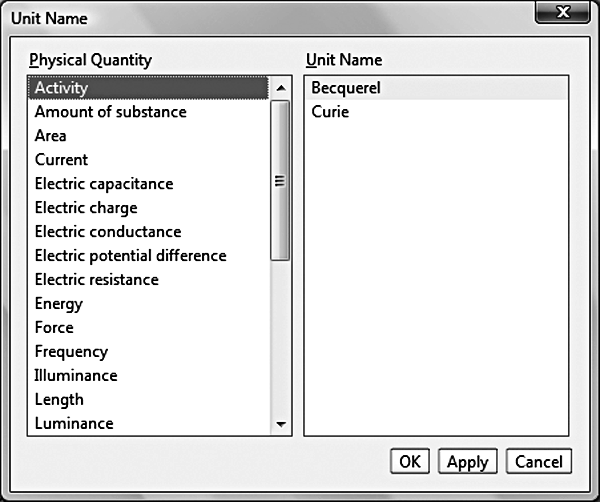 Unit Name
Physical Quantity
Activity
Amount of substance
Area
Current
Electric capacitance
Electric charge
Electric conductance
Electric potential difference
Electric resistance
Energy
Force
Frequency
Illuminance
Length
Luminance
Unit Name
Becquerel
Curie
OK Apply Cancel